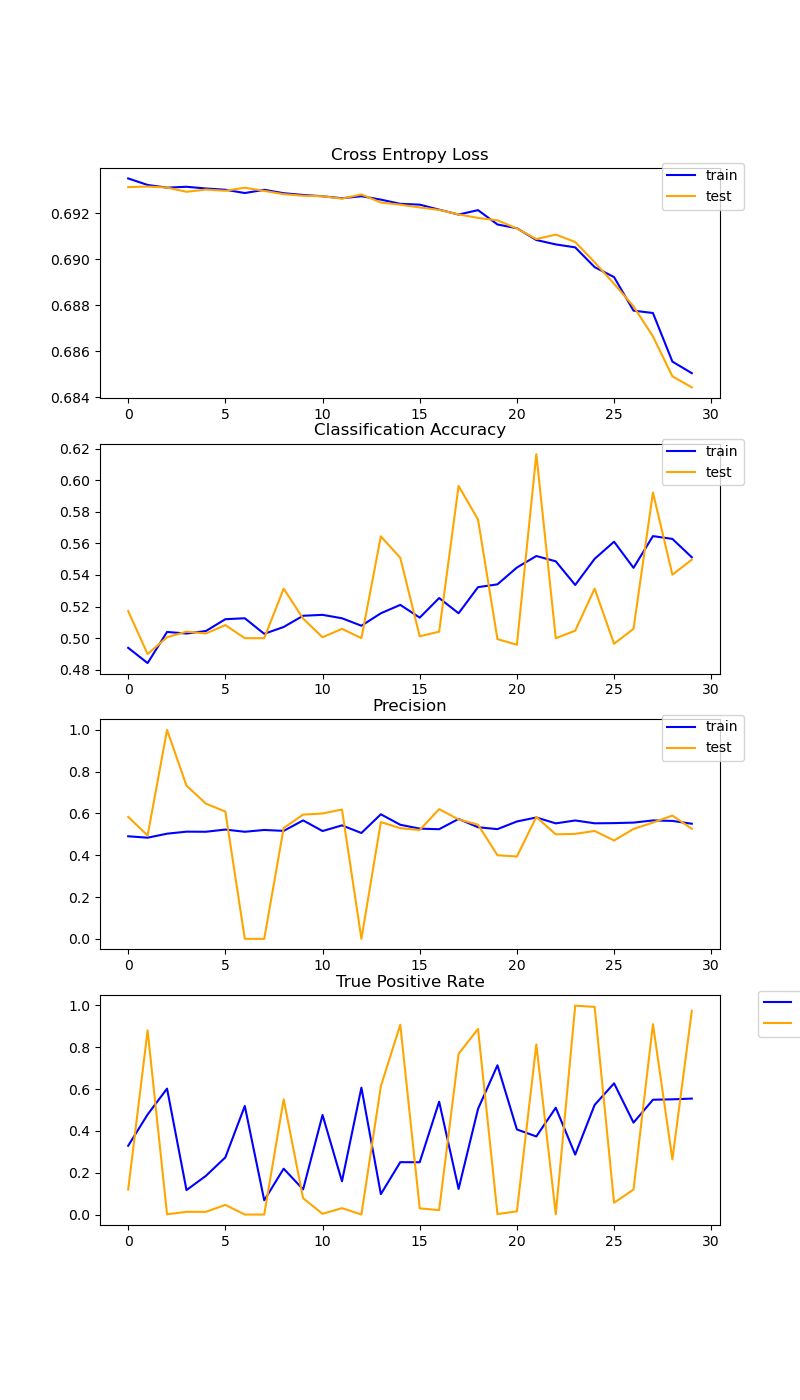 Cross Entropy Loss
train
test
0.692
0.690
0.688
0.686
0.684
0 5 10 15 20 25 30
Classification Accuracy
train
test
0.62
0.60
0.58
0.56
0.54
0.52
0.50
0.48
0 5 10 15 20 25 30
Precision
train
test
1.0
0.8
0.6
0.4
0.2
0.0
0 5 10 15 20 25 30
True Positive Rate
1.0
0.8
0.6
0.4
0.2
0.0
0 5 10 15 20 25 30